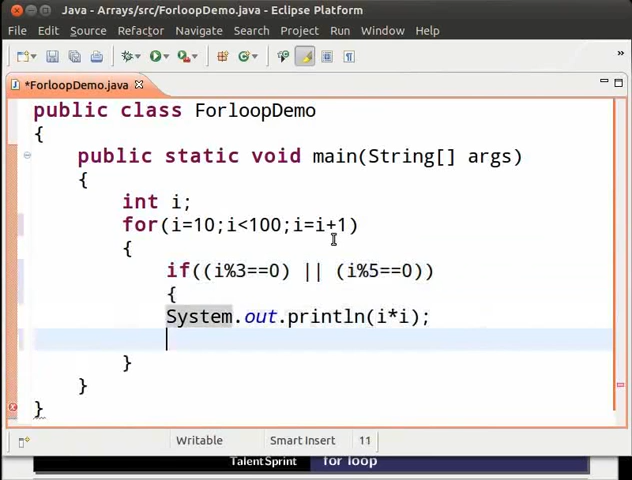 Java - Arrays/src/ForloopDemo.java - Eclipse Platform
File Edit Source Refactor Navigate Search Project Run Window Help
*ForloopDemo.java
public class ForloopDemo
{
public static void main(String[] args)
{
int i;
for(i=10;i<100;i=i+1)
{
if((i%3==0) || (i%5==0))
{
System.out.println(i*i);
}
}
}
Writable Smart Insert 11
TalentSprint for loop